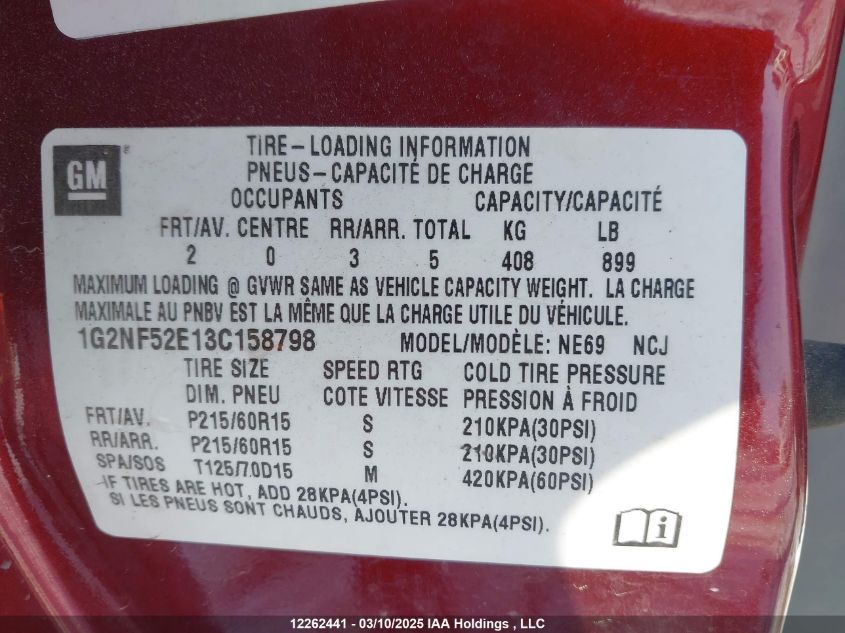 GM
TIRE-LOADING INFORMATION
PNEUS-CAPACITÉ DE CHARGE
OCCUPANTS CAPACITY/CAPACITÉ
FRT/AV. CENTRE RR/ARR. TOTAL KG LB
2 0 3 5 408 899
MAXIMUM LOADING @ GVWR SAME AS VEHICLE CAPACITY WEIGHT. LA CHARGE
MAXIMALE AU PNBV EST LA MÊME QUE LA CHARGE UTILE DU VÉHICULE.
1G2NF52E13C158798 MODEL/MODÈLE: NE69 NCJ
TIRE SIZE SPEED RTG COLD TIRE PRESSURE
DIM. PNEU COTE VITESSE PRESSION À FROID
FRT/AV. P215/60R15 S 210KPA(30PSI)
RR/ARR. P215/60R15 S 210KPA(30PSI)
SPA/SOS T125/70D15 M 420KPA(60PSI)
IF TIRES ARE HOT, ADD 28KPA(4PSI).
SI LES PNEUS SONT CHAUDS, AJOUTER 28KPA(4PSI).
12262441 - 03/10/2025 IAA Holdings , LLC